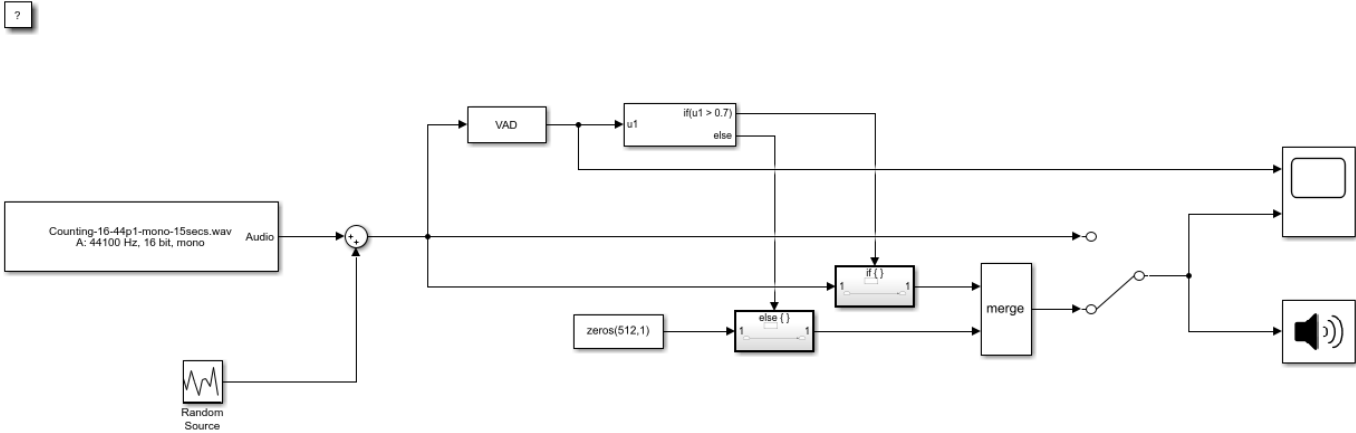 ?
VAD
u1
if(u1 > 0.7)
else
Counting-16-44p1-mono-15secs.wav
A: 44100 Hz, 16 bit, mono
Audio
+
+
if { }
1
1
merge
zeros(512,1)
else { }
1
1
Random
Source